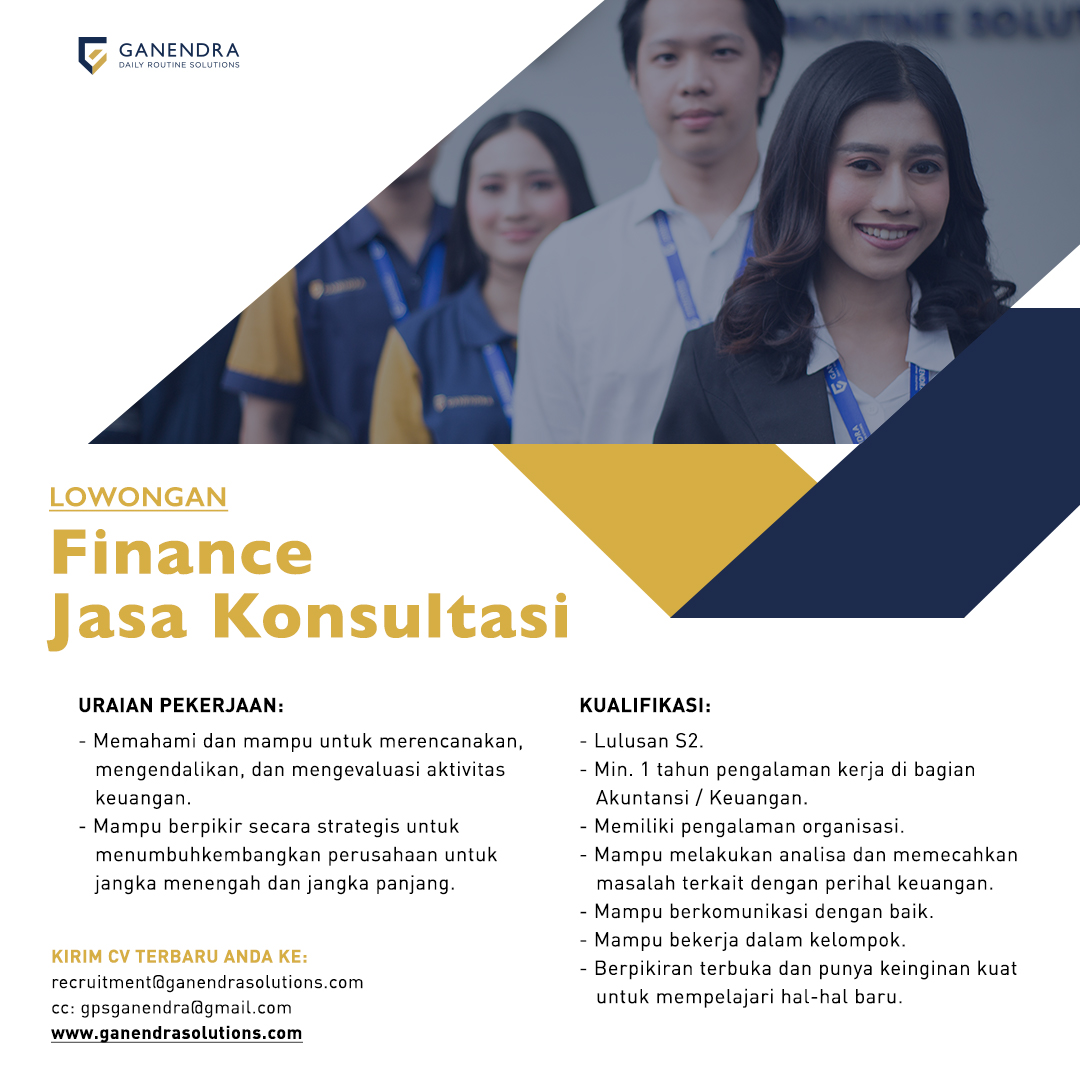 GANENDRA
DAILY ROUTINE SOLUTIONS
ROUTINE SOLUT
GANENDRA
LOWONGAN
Finance
Jasa Konsultasi
URAIAN PEKERJAAN:
- Memahami dan mampu untuk merencanakan,
mengendalikan, dan mengevaluasi aktivitas
keuangan.
- Mampu berpikir secara strategis untuk
menumbuhkembangkan perusahaan untuk
jangka menengah dan jangka panjang.
KUALIFIKASI:
- Lulusan S2.
- Min. 1 tahun pengalaman kerja di bagian
Akuntansi / Keuangan.
- Memiliki pengalaman organisasi.
- Mampu melakukan analisa dan memecahkan
masalah terkait dengan perihal keuangan.
- Mampu berkomunikasi dengan baik.
- Mampu bekerja dalam kelompok.
- Berpikiran terbuka dan punya keinginan kuat
untuk mempelajari hal-hal baru.
KIRIM CV TERBARU ANDA KE:
recruitment@ganendrasolutions.com
cc: gpsganendra@gmail.com
www.ganendrasolutions.com